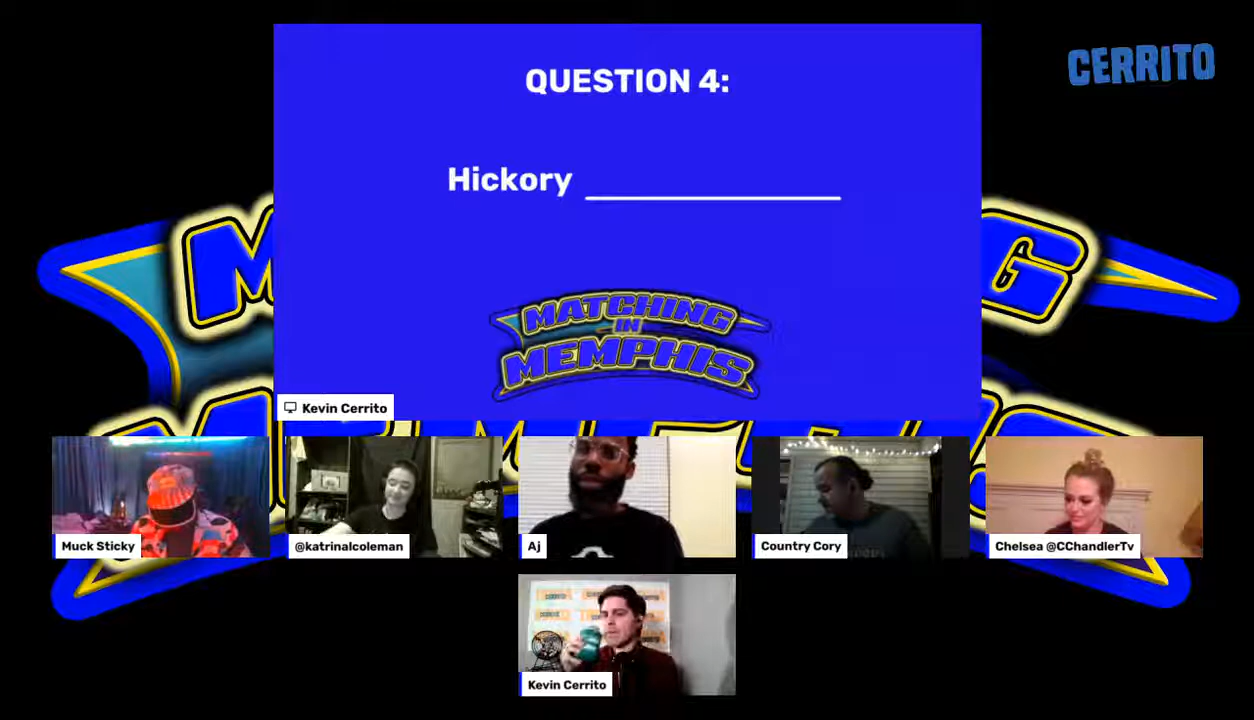 CERRITO
QUESTION 4:
Hickory ____________
MATCHING
IN
MEMPHIS
Kevin Cerrito
Muck Sticky
@katrinalcoleman
Aj
Country Cory
Chelsea @CChandlerTv
Kevin Cerrito